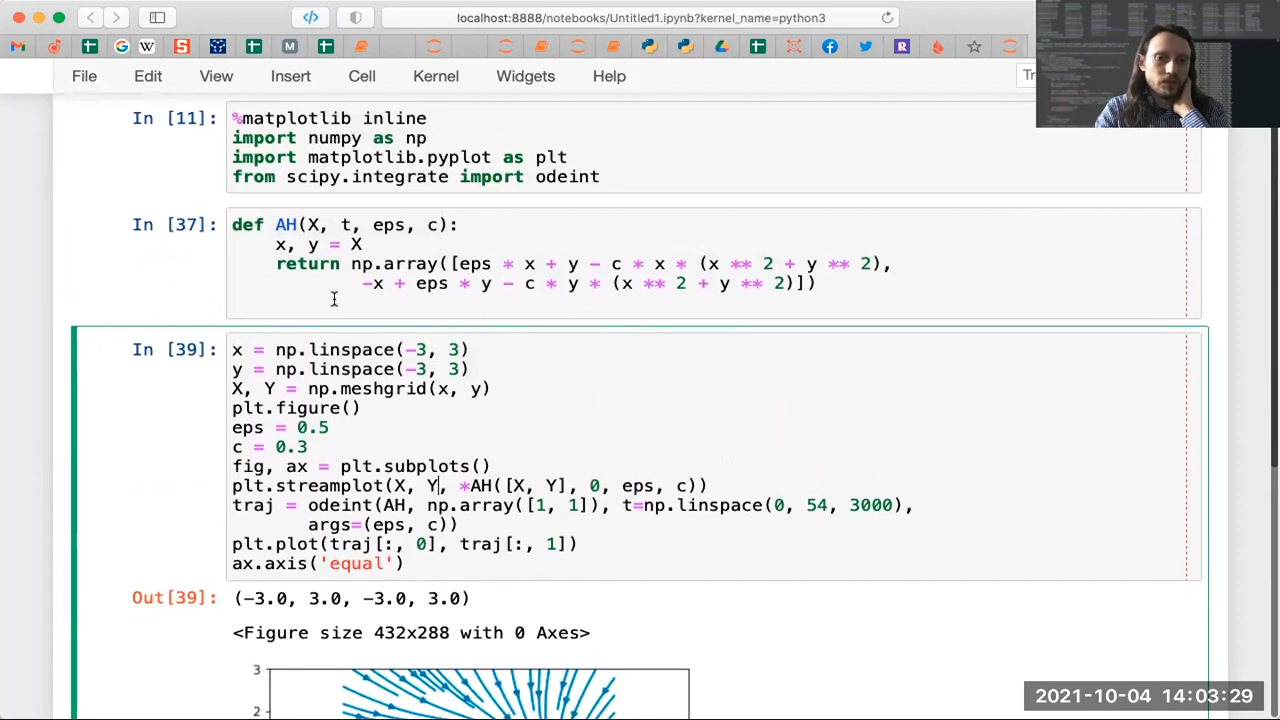 localhost:8888/notebooks/Untitled1.ipynb?kernel_name=python3
File Edit View Insert Cell Kernel Widgets Help
Tr
In [11]:
%matplotlib inline
import numpy as np
import matplotlib.pyplot as plt
from scipy.integrate import odeint
In [37]:
def AH(X, t, eps, c):
    x, y = X
    return np.array([eps * x + y - c * x * (x ** 2 + y ** 2),
            -x + eps * y - c * y * (x ** 2 + y ** 2)])
In [39]:
x = np.linspace(-3, 3)
y = np.linspace(-3, 3)
X, Y = np.meshgrid(x, y)
plt.figure()
eps = 0.5
c = 0.3
fig, ax = plt.subplots()
plt.streamplot(X, Y, *AH([X, Y], 0, eps, c))
traj = odeint(AH, np.array([1, 1]), t=np.linspace(0, 54, 3000),
       args=(eps, c))
plt.plot(traj[:, 0], traj[:, 1])
ax.axis('equal')
Out[39]: (-3.0, 3.0, -3.0, 3.0)
<Figure size 432x288 with 0 Axes>
3
2
2021-10-04 14:03:29